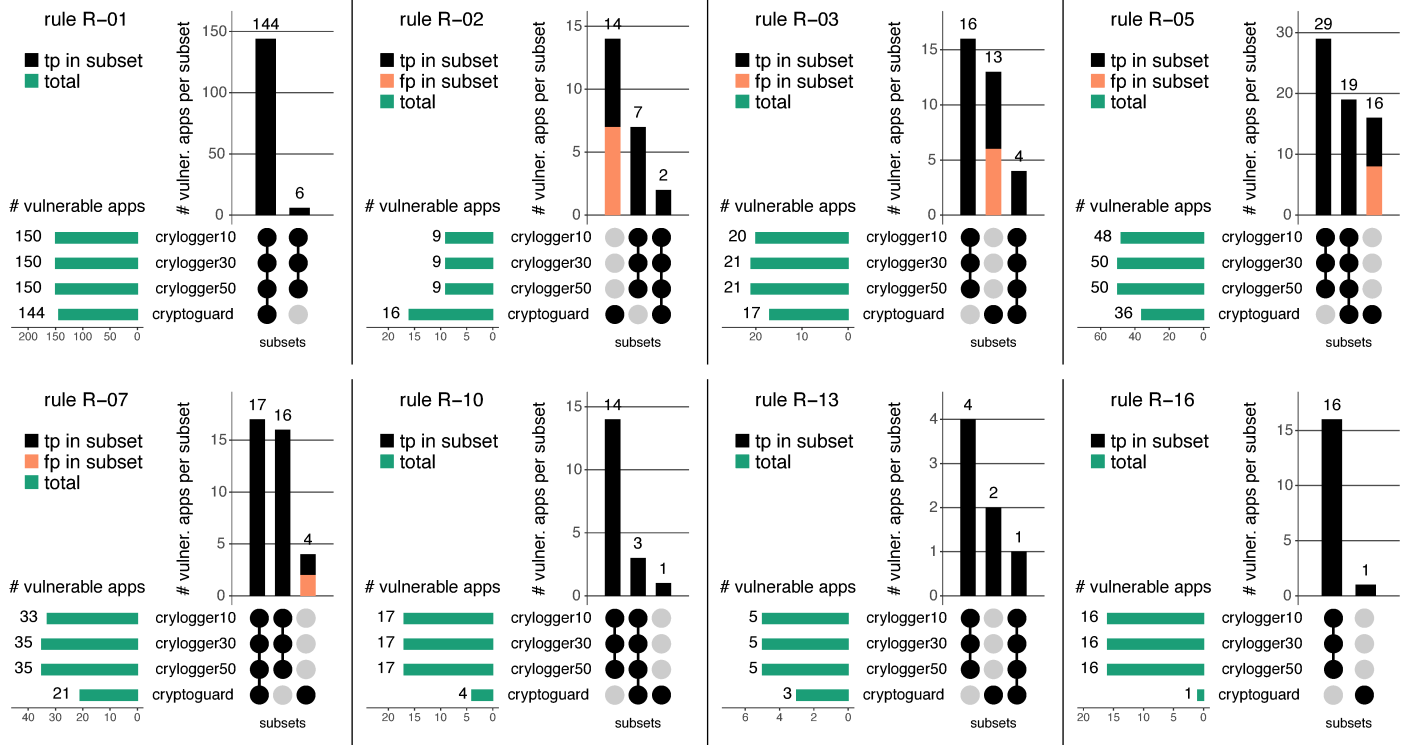 rule R−01
tp in subset
total
# vulner. apps per subset
150
100
50
0
144
6
# vulnerable apps
150 crylogger10
150 crylogger30
150 crylogger50
144 cryptoguard
200 150 100 50 0
subsets
rule R−02
tp in subset
fp in subset
total
# vulner. apps per subset
15
10
5
0
14
7
2
# vulnerable apps
9 crylogger10
9 crylogger30
9 crylogger50
16 cryptoguard
20 15 10 5 0
subsets
rule R−03
tp in subset
fp in subset
total
# vulner. apps per subset
15
10
5
0
16
13
4
# vulnerable apps
20 crylogger10
21 crylogger30
21 crylogger50
17 cryptoguard
20 10 0
subsets
rule R−05
tp in subset
fp in subset
total
# vulner. apps per subset
30
20
10
0
29
19
16
# vulnerable apps
48 crylogger10
50 crylogger30
50 crylogger50
36 cryptoguard
60 40 20 0
subsets
rule R−07
tp in subset
fp in subset
total
# vulner. apps per subset
15
10
5
0
17
16
4
# vulnerable apps
33 crylogger10
35 crylogger30
35 crylogger50
21 cryptoguard
40 30 20 10 0
subsets
rule R−10
tp in subset
total
# vulner. apps per subset
15
10
5
0
14
3
1
# vulnerable apps
17 crylogger10
17 crylogger30
17 crylogger50
4 cryptoguard
20 15 10 5 0
subsets
rule R−13
tp in subset
total
# vulner. apps per subset
4
3
2
1
0
4
2
1
# vulnerable apps
5 crylogger10
5 crylogger30
5 crylogger50
3 cryptoguard
6 4 2 0
subsets
rule R−16
tp in subset
total
# vulner. apps per subset
15
10
5
0
16
1
# vulnerable apps
16 crylogger10
16 crylogger30
16 crylogger50
1 cryptoguard
20 15 10 5 0
subsets